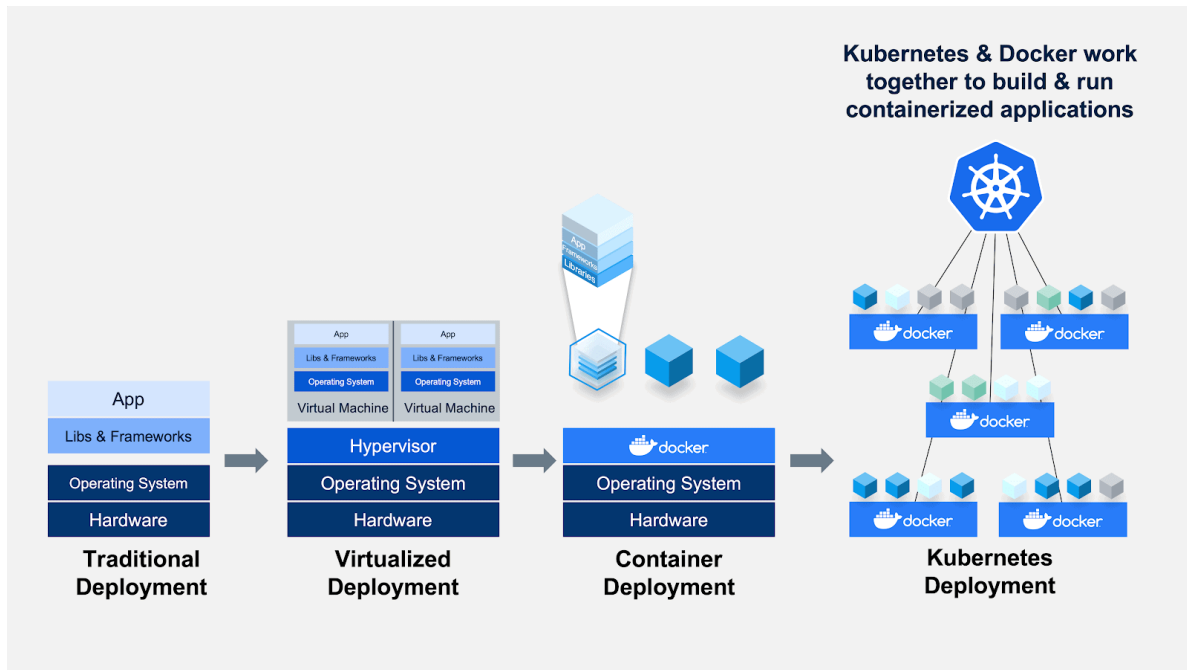 Kubernetes & Docker work
together to build & run
containerized applications
App
Frameworks
Libraries
App
App
Libs & Frameworks
Libs & Frameworks
Operating System
Operating System
Virtual Machine
Virtual Machine
App
Libs & Frameworks
Operating System
Hardware
Traditional
Deployment
Hypervisor
Operating System
Hardware
Virtualized
Deployment
docker
Operating System
Hardware
Container
Deployment
docker
docker
docker
docker
docker
Kubernetes
Deployment